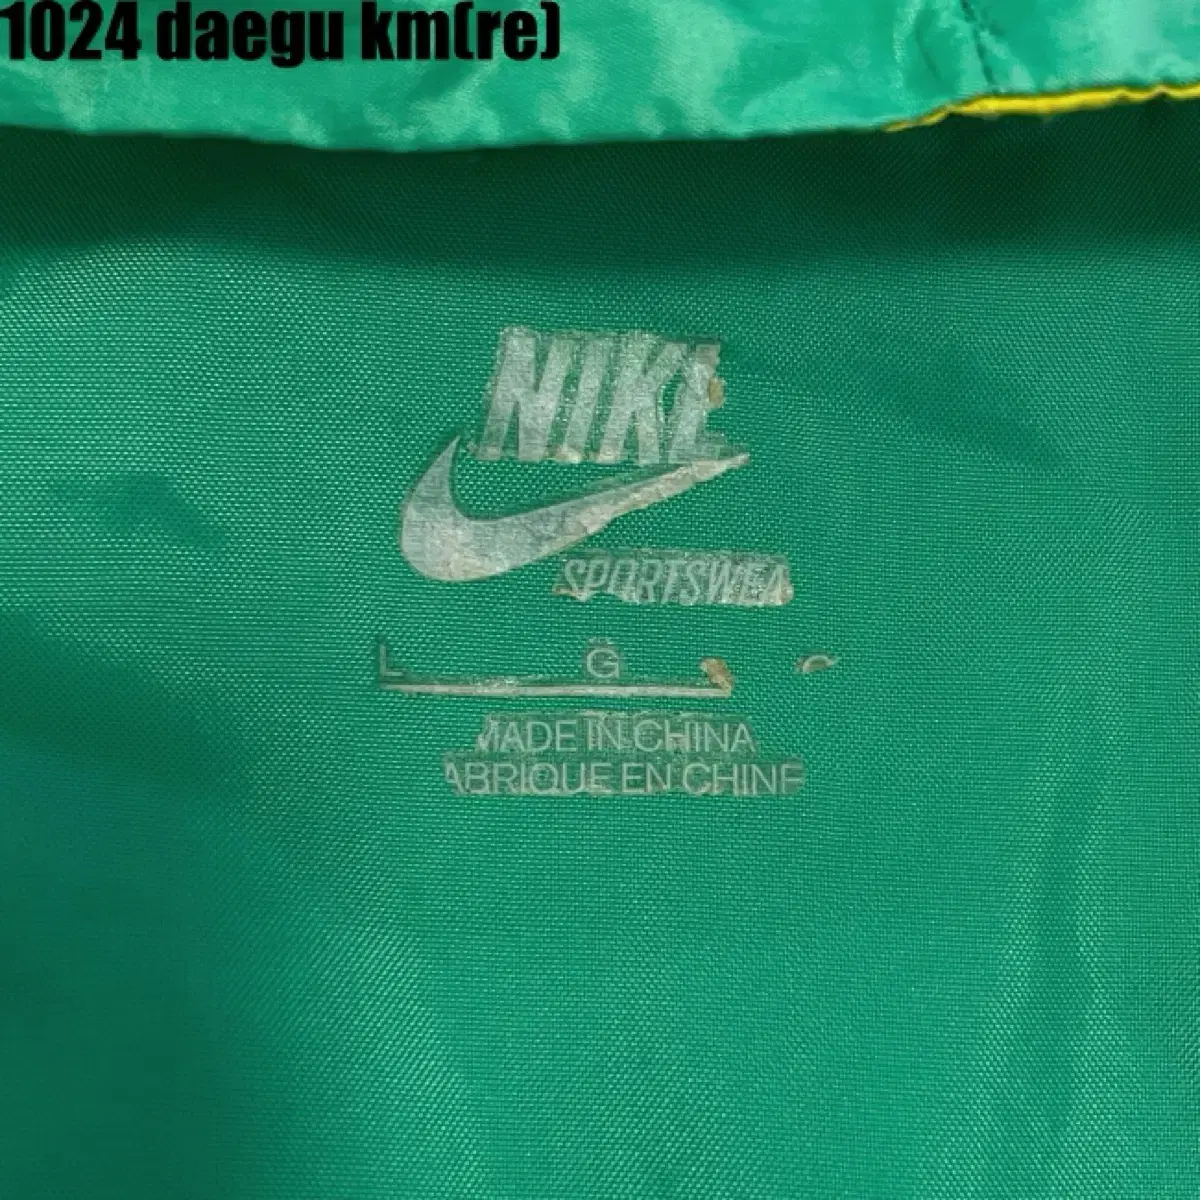 1024 daegu km(re)
NIKE
SPORTSWEA
L G
MADE IN CHINA
ABRIQUE EN CHINE